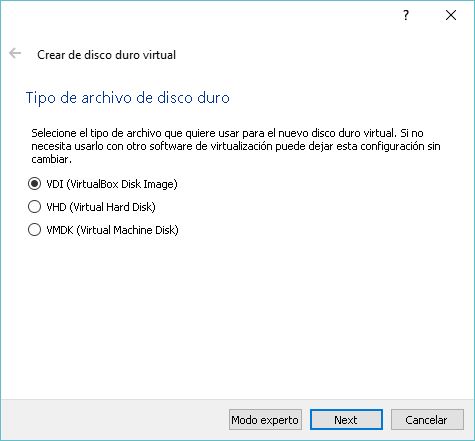 ?
Crear de disco duro virtual
Tipo de archivo de disco duro
Selecione el tipo de archivo que quiere usar para el nuevo disco duro virtual. Si no
necesita usarlo con otro software de virtualización puede dejar esta configuración sin
cambiar.
VDI (VirtualBox Disk Image)
VHD (Virtual Hard Disk)
VMDK (Virtual Machine Disk)
Modo experto Next Cancelar